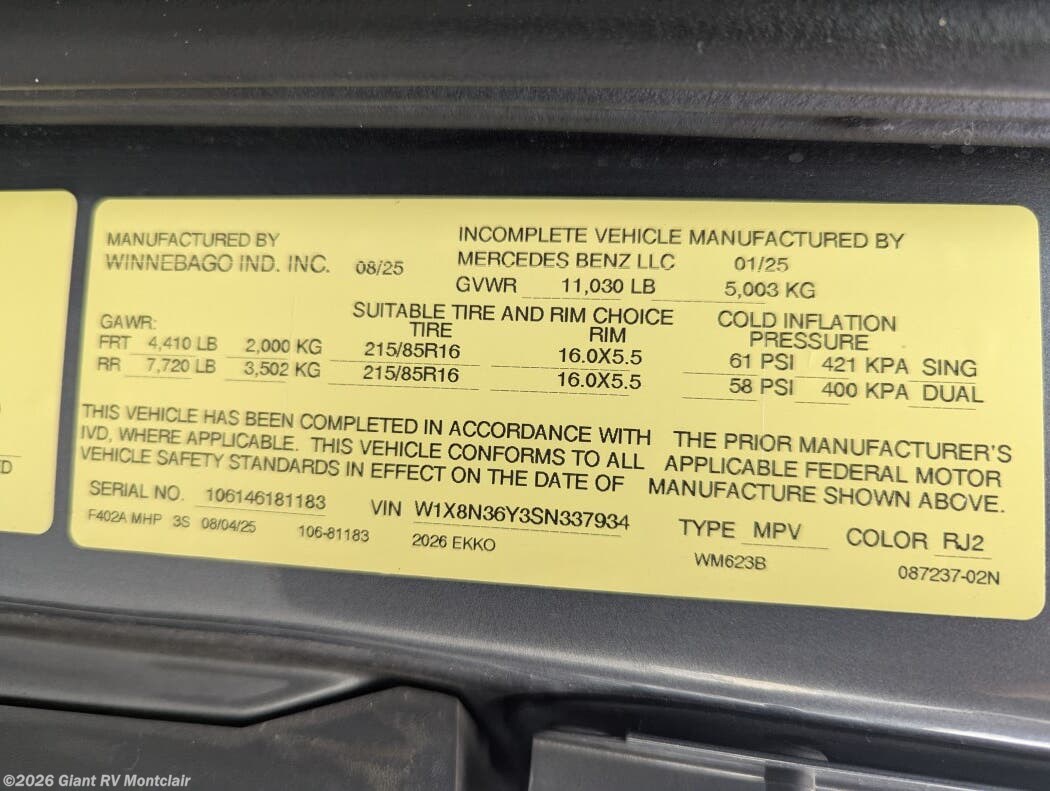 MANUFACTURED BY
WINNEBAGO IND. INC. 08/25
INCOMPLETE VEHICLE MANUFACTURED BY
MERCEDES BENZ LLC 01/25
GVWR 11,030 LB 5,003 KG
SUITABLE TIRE AND RIM CHOICE
COLD INFLATION
GAWR: TIRE RIM PRESSURE
FRT 4,410 LB 2,000 KG 215/85R16 16.0X5.5 61 PSI 421 KPA SING
RR 7,720 LB 3,502 KG 215/85R16 16.0X5.5 58 PSI 400 KPA DUAL
THIS VEHICLE HAS BEEN COMPLETED IN ACCORDANCE WITH THE PRIOR MANUFACTURER'S
IVD, WHERE APPLICABLE. THIS VEHICLE CONFORMS TO ALL APPLICABLE FEDERAL MOTOR
VEHICLE SAFETY STANDARDS IN EFFECT ON THE DATE OF MANUFACTURE SHOWN ABOVE.
SERIAL NO. 106146181183 VIN W1X8N36Y3SN337934 TYPE MPV COLOR RJ2
F402A MHP 3S 08/04/25 106-81183 2026 EKKO WM623B 087237-02N
©2026 Giant RV Montclair